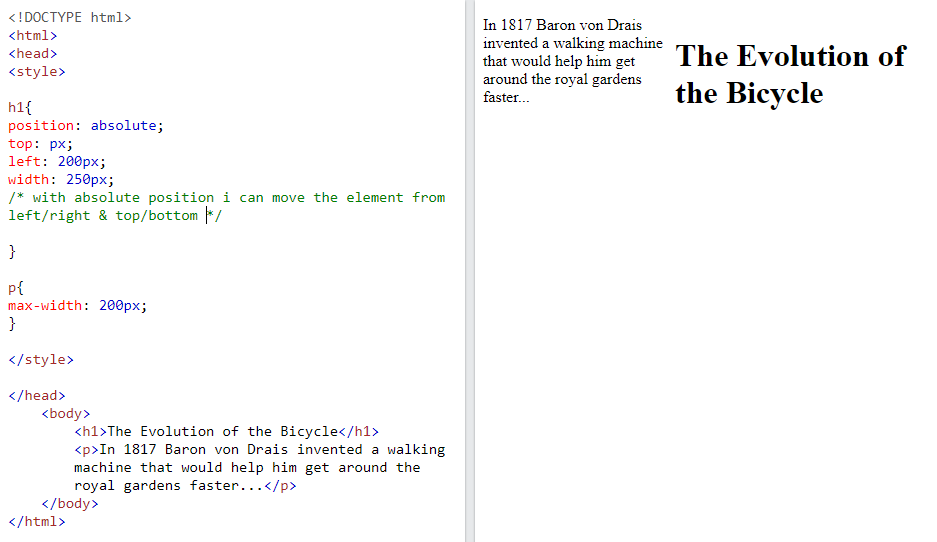 <!DOCTYPE html>
<html>
<head>
<style>
h1{
position: absolute;
top: px;
left: 200px;
width: 250px;
/* with absolute position i can move the element from
left/right & top/bottom */
}
p{
max-width: 200px;
}
</style>
</head>
<body>
<h1>The Evolution of the Bicycle</h1>
<p>In 1817 Baron von Drais invented a walking
machine that would help him get around the
royal gardens faster...</p>
</body>
</html>
In 1817 Baron von Drais
invented a walking machine
that would help him get
around the royal gardens
faster...
The Evolution of
the Bicycle